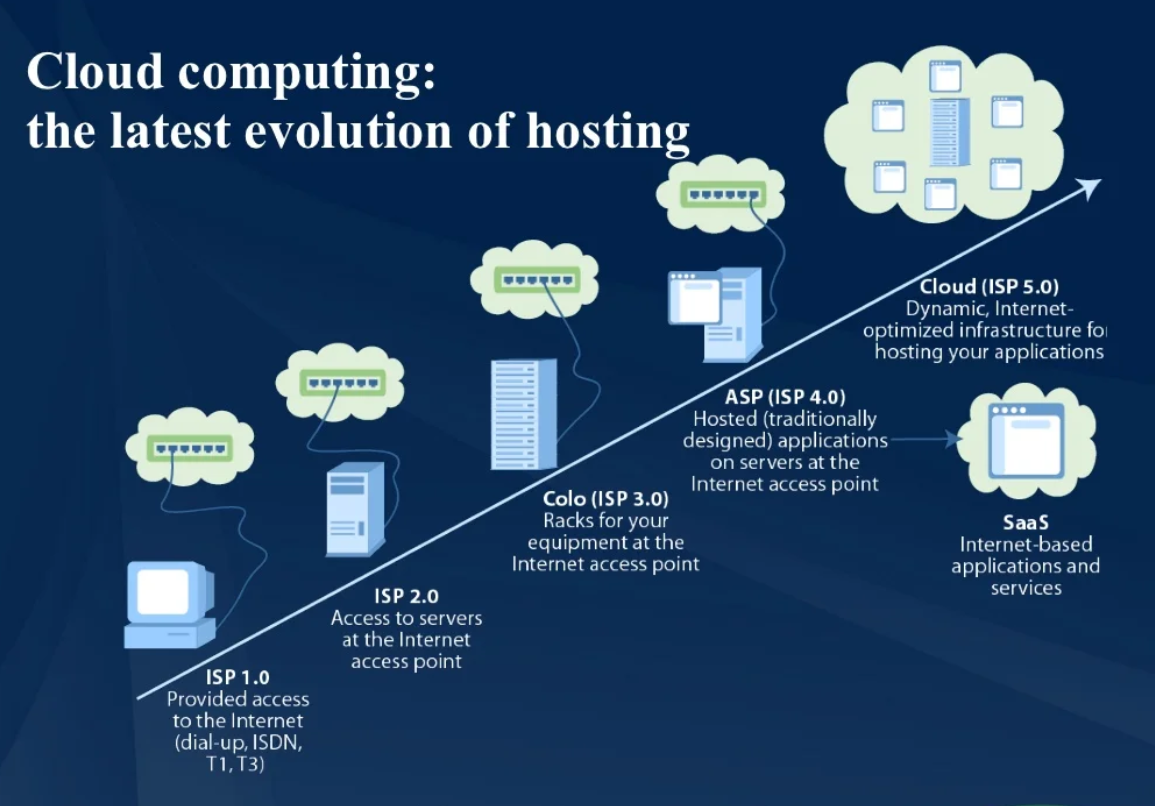 Cloud computing:
the latest evolution of hosting
Cloud (ISP 5.0)
Dynamic, Internet-
optimized infrastructure for
hosting your applications
ASP (ISP 4.0)
Hosted (traditionally
designed) applications
on servers at the
Internet access point
Colo (ISP 3.0)
Racks for your
equipment at the
Internet access point
SaaS
Internet-based
applications and
services
ISP 2.0
Access to servers
at the Internet
access point
ISP 1.0
Provided access
to the Internet
(dial-up, ISDN,
T1, T3)